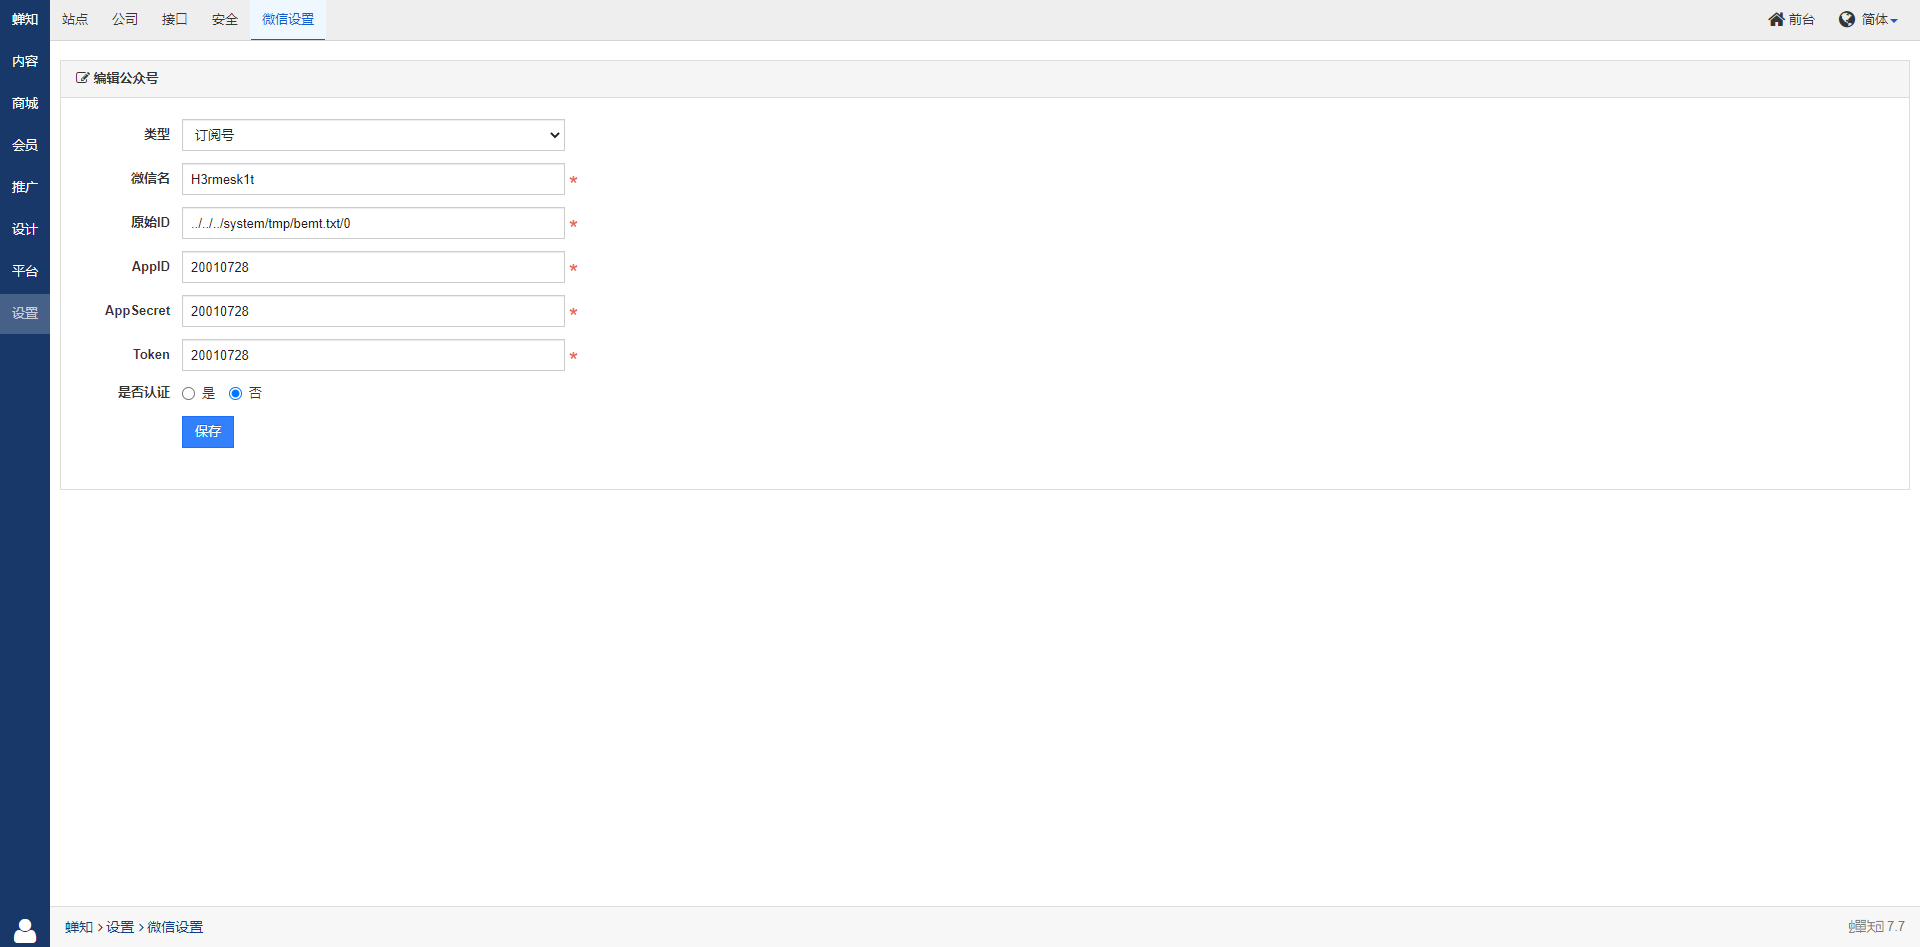 蝉知 站点 公司 接口 安全 微信设置 前台 简体
内容
商城
会员
推广
设计
平台
设置
编辑公众号
类型 订阅号
微信名 H3rmesk1t *
原始ID ../../../system/tmp/bemt.txt/0 *
AppID 20010728 *
AppSecret 20010728 *
Token 20010728 *
是否认证 是 否
保存
蝉知 > 设置 > 微信设置
蝉知 7.7